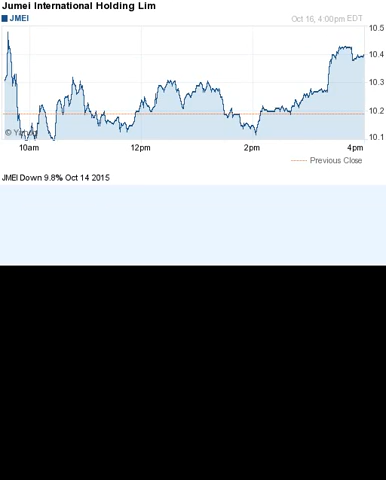 Jumei International Holding Lim
JMEI
Oct 16, 4:00pm EDT
10.5
10.4
10.3
10.2
10.1
10am
12pm
2pm
4pm
Previous Close
JMEI Down 9.8% Oct 14 2015